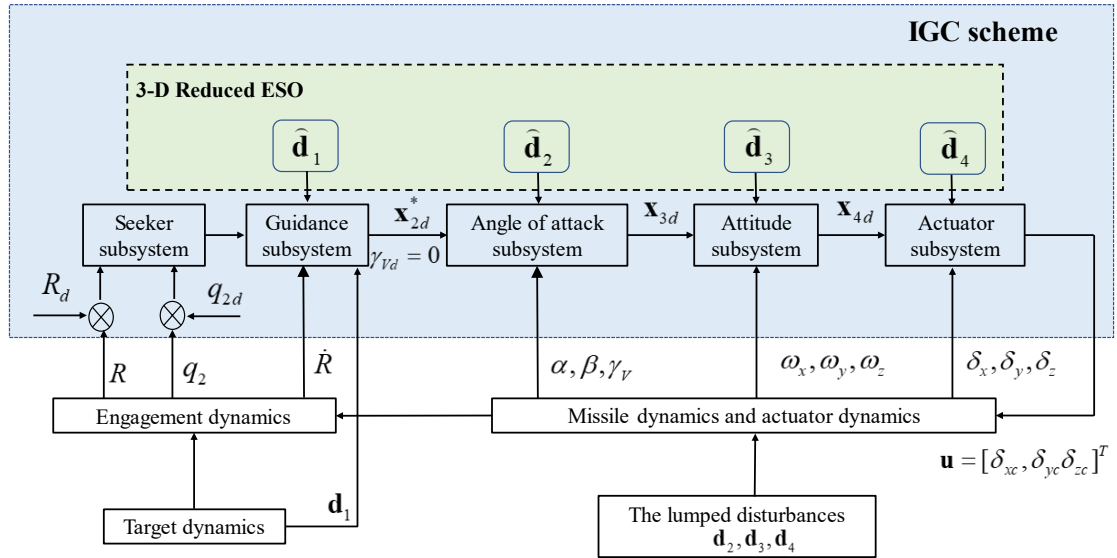 IGC scheme
3-D Reduced ESO
d̂₁
d̂₂
d̂₃
d̂₄
Seeker
subsystem
Guidance
subsystem
x*₂d
γVd = 0
Angle of attack
subsystem
x₃d
Attitude
subsystem
x₄d
Actuator
subsystem
Rd
q₂d
R
q₂
Ṙ
α, β, γV
ωx, ωy, ωz
δx, δy, δz
Engagement dynamics
Missile dynamics and actuator dynamics
u = [δxc, δyc δzc]ᵀ
Target dynamics
d₁
The lumped disturbances
d₂, d₃, d₄